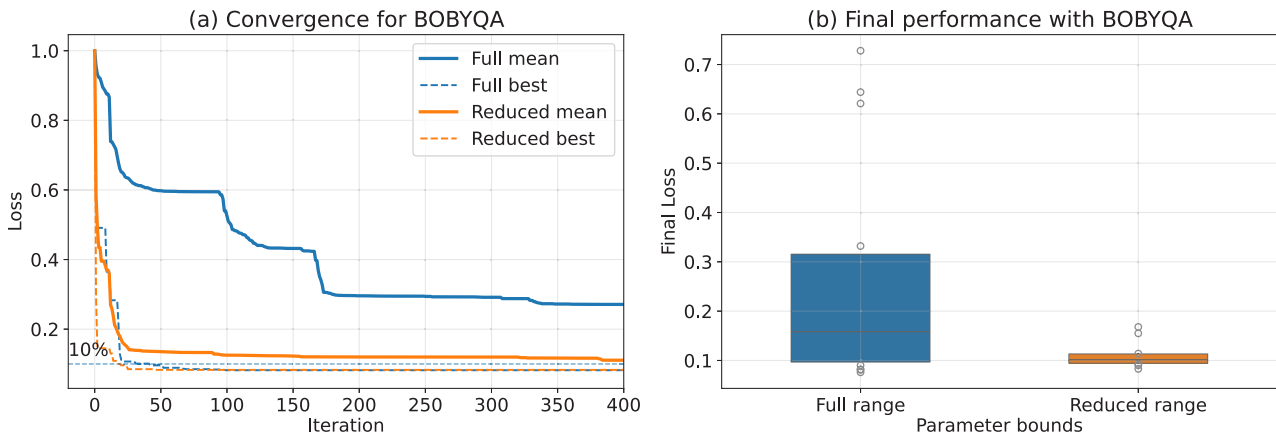 (a) Convergence for BOBYQA
1.0
0.8
0.6
0.4
0.2
Loss
10%
Full mean
Full best
Reduced mean
Reduced best
0
50
100
150
200
250
300
350
400
Iteration
(b) Final performance with BOBYQA
0.7
0.6
0.5
0.4
0.3
0.2
0.1
Final Loss
Full range
Reduced range
Parameter bounds